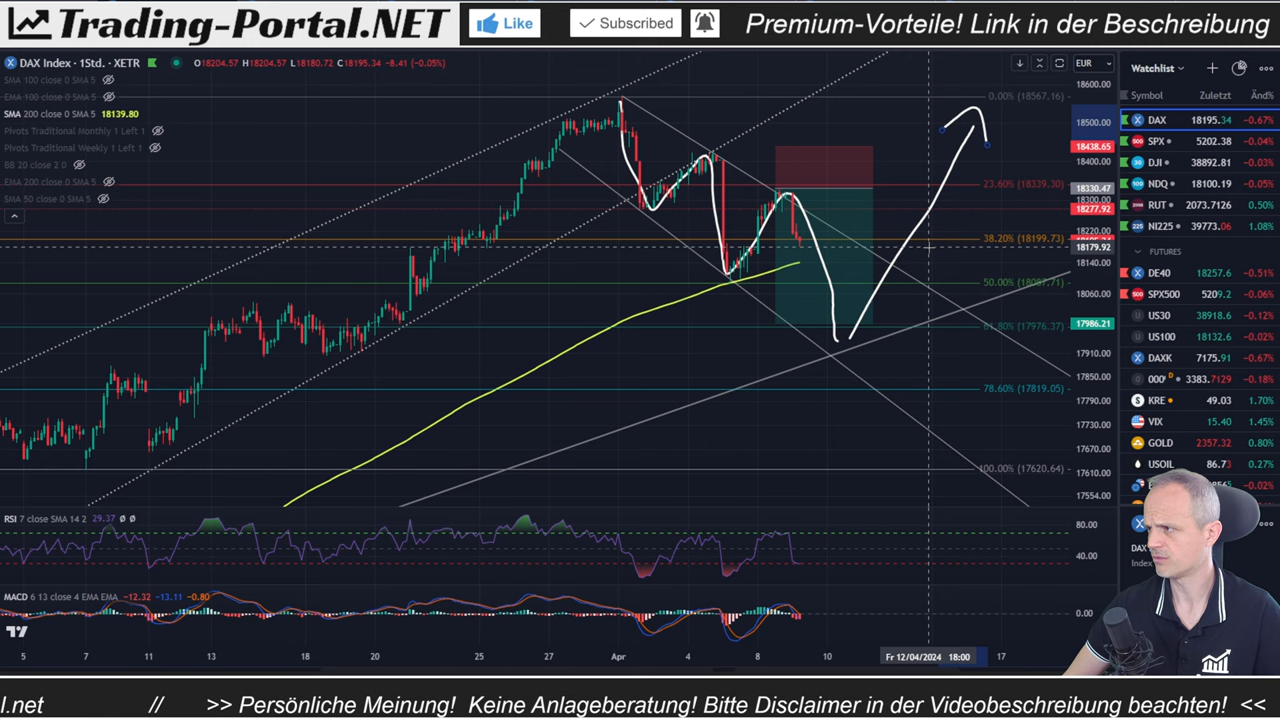 Trading-Portal.NET
Like
Subscribed
Premium-Vorteile! Link in der Beschreibung
DAX Index · 1Std. · XETR
O18204.57 H18204.57 L18180.72 C18195.34 -8.41 (-0.05%)
SMA 100 close 0 SMA 5
EMA 100 close 0 SMA 5
SMA 200 close 0 SMA 5 18139.80
Pivots Traditional Monthly 1 Left 1
Pivots Traditional Weekly 1 Left 1
BB 20 close 2 0
EMA 200 close 0 SMA 5
SMA 50 close 0 SMA 5
0.00% (18567.16)
23.60% (18339.30)
38.20% (18199.73)
50.00% (18087.71)
61.80% (17976.37)
78.60% (17819.05)
100.00% (17620.64)
EUR
18600.00
18500.00
18438.65
18400.00
18330.47
18300.00
18277.92
18220.00
18179.92
18140.00
18060.00
17986.21
17910.00
17850.00
17790.00
17730.00
17670.00
17610.00
17554.00
RSI 7 close SMA 14 2 29.37 Ø Ø
80.00
40.00
MACD 6 13 close 4 EMA EMA -12.32 -13.11 -0.80
0.00
5 7 11 13 18 20 25 27 Apr 4 8 10 Fr 12/04/2024 18:00 17
Watchlist
Symbol Zuletzt Änd%
DAX 18195.34 -0.67%
SPX 5202.38 -0.04%
DJI 38892.81 -0.03%
NDQ 18100.19 -0.05%
RUT 2073.7126 0.50%
NI225 39773.06 1.08%
FUTURES
DE40 18257.6 -0.51%
SPX500 5209.2 -0.06%
US30 38918.6 -0.12%
US100 18132.6 -0.02%
DAXK 7175.91 -0.67%
000' D 3383.7129 -0.18%
KRE 49.03 1.70%
VIX 15.40 1.45%
GOLD 2357.32 0.80%
USOIL 86.73 0.27%
-0.02%
DAX
Index
l.net // >> Persönliche Meinung! Keine Anlageberatung! Bitte Disclaimer in der Videobeschreibung beachten! <<